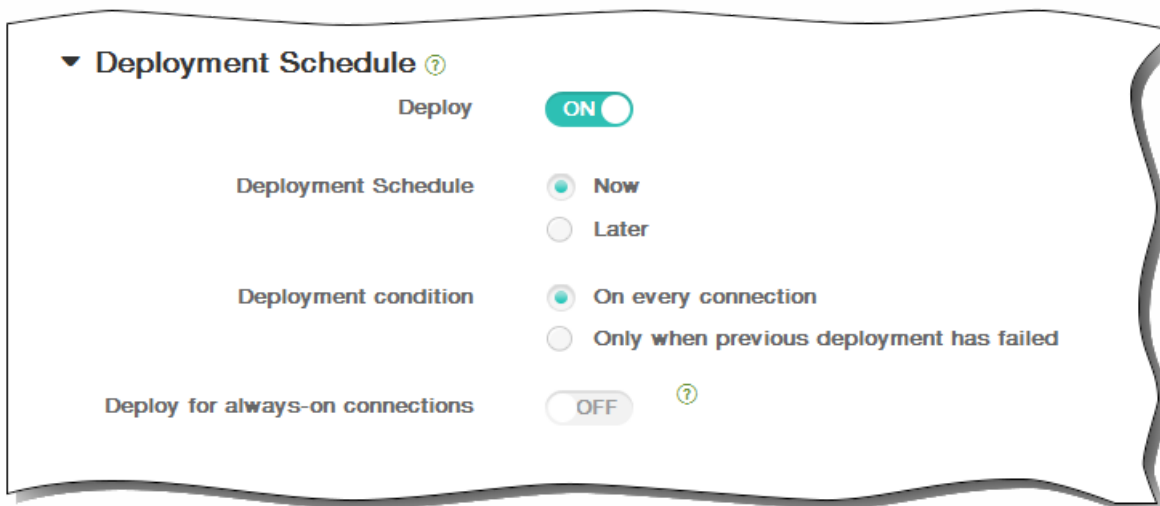 Deployment Schedule ?
Deploy ON
Deployment Schedule Now
Later
Deployment condition On every connection
Only when previous deployment has failed
Deploy for always-on connections OFF ?